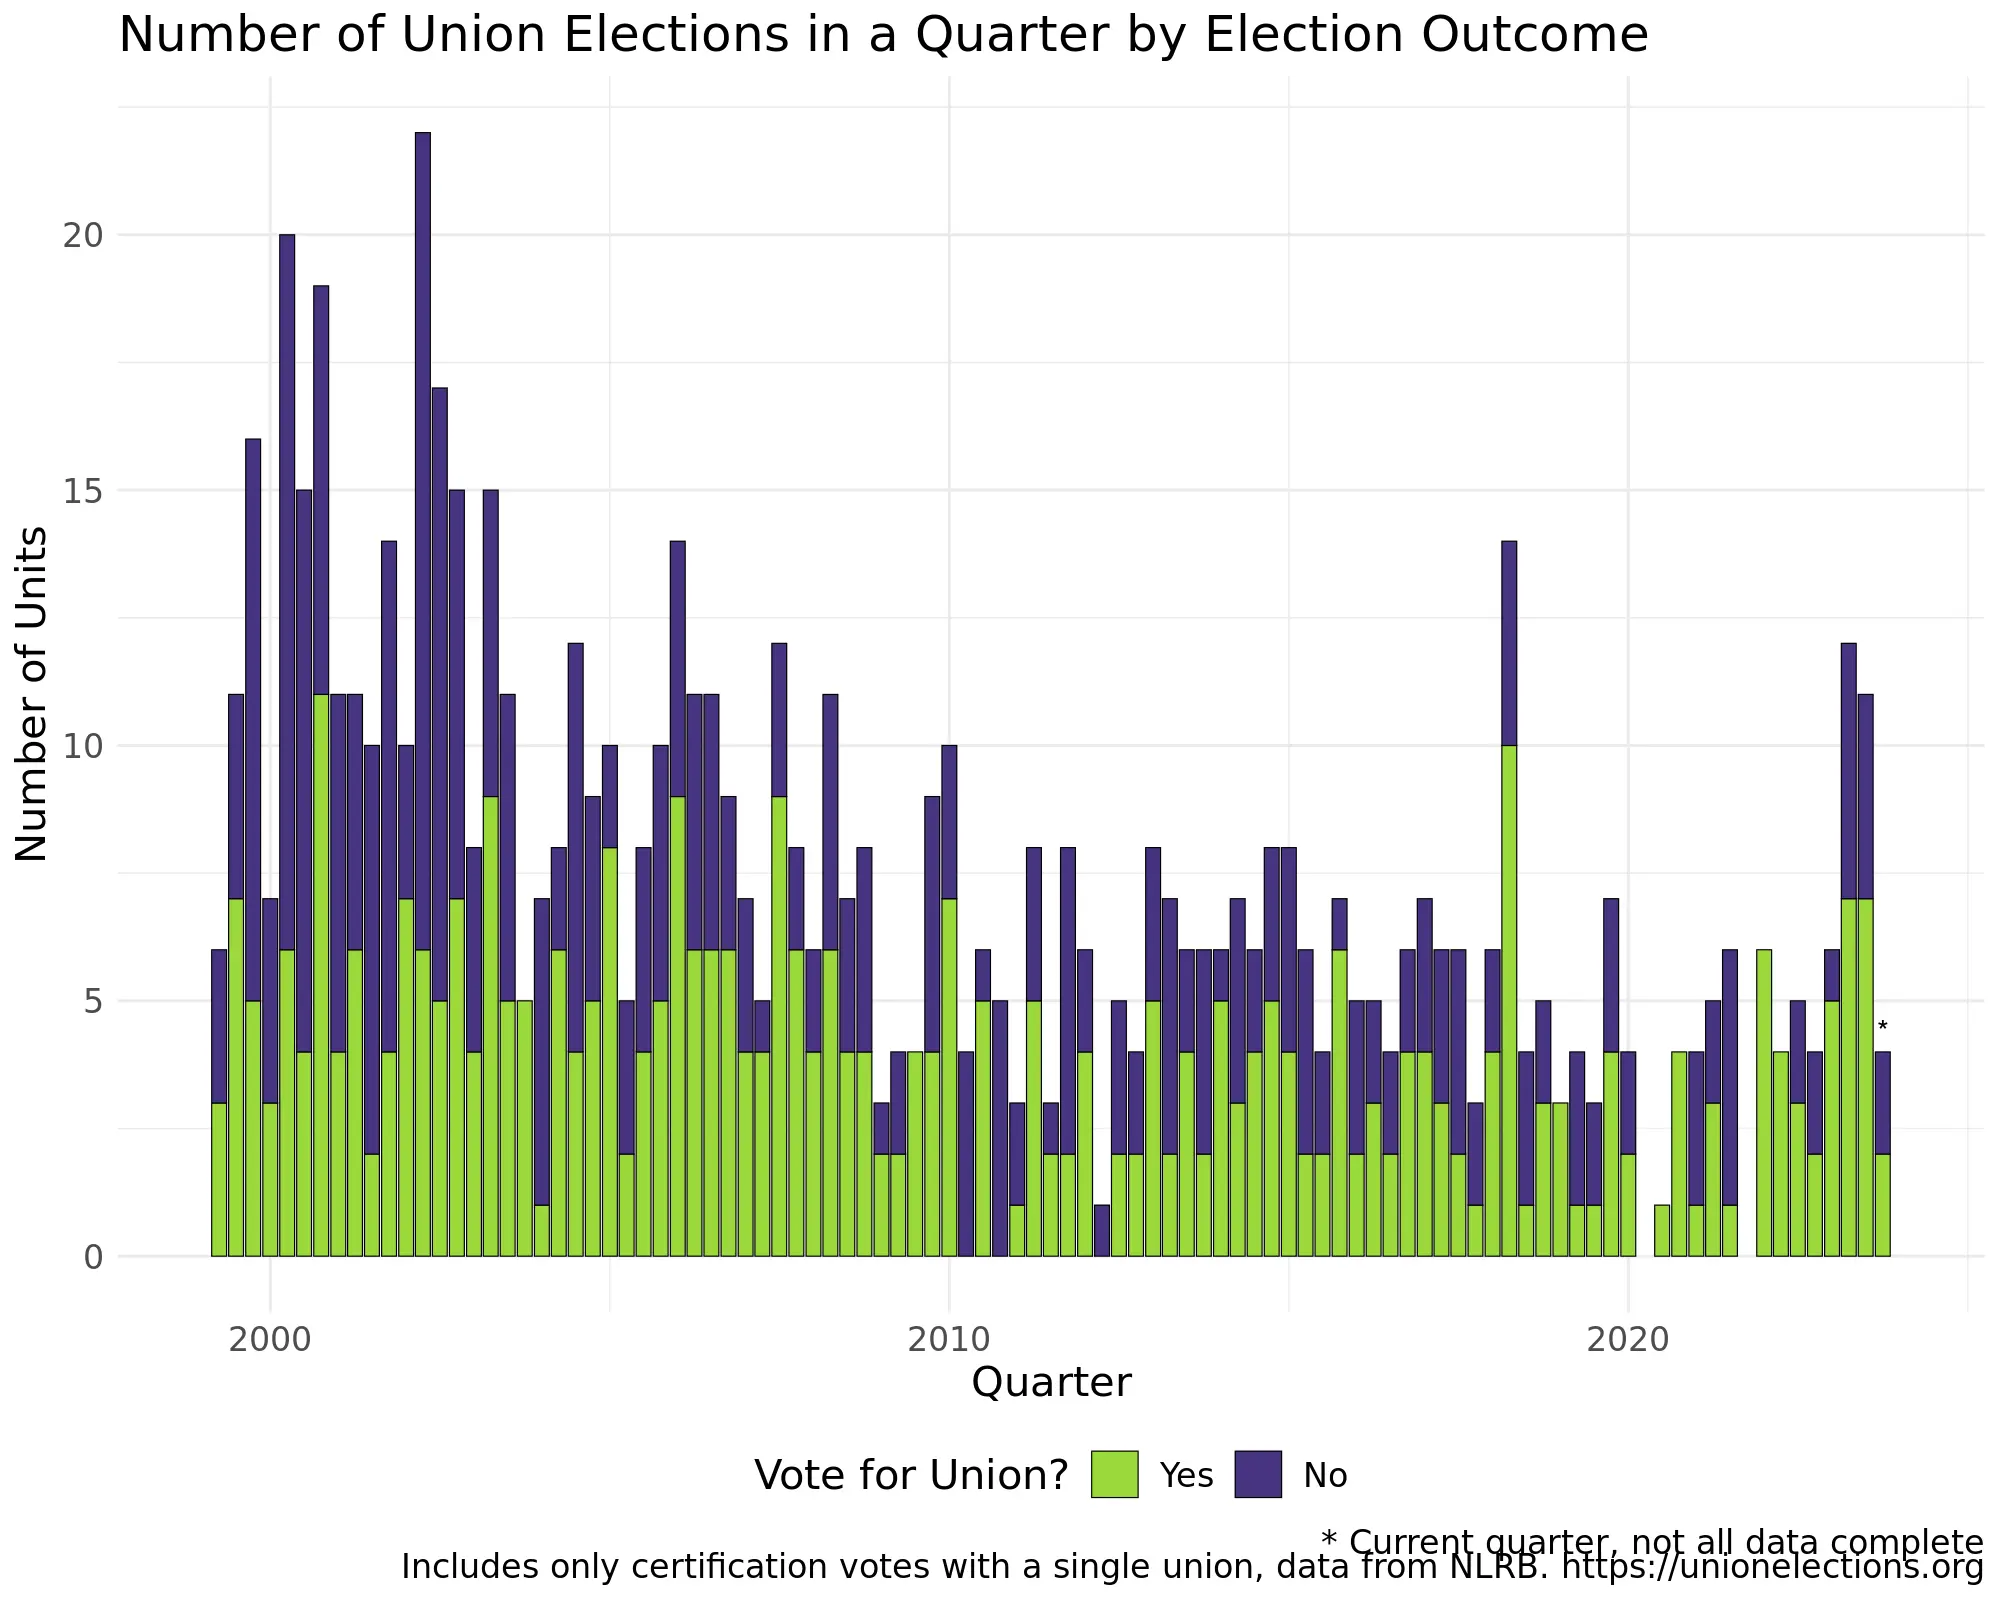 Number of Union Elections in a Quarter by Election Outcome
Number of Units
20
15
10
5
0
*
2000
2010
2020
Quarter
Vote for Union?
Yes
No
* Current quarter, not all data complete
Includes only certification votes with a single union, data from NLRB. https://unionelections.org